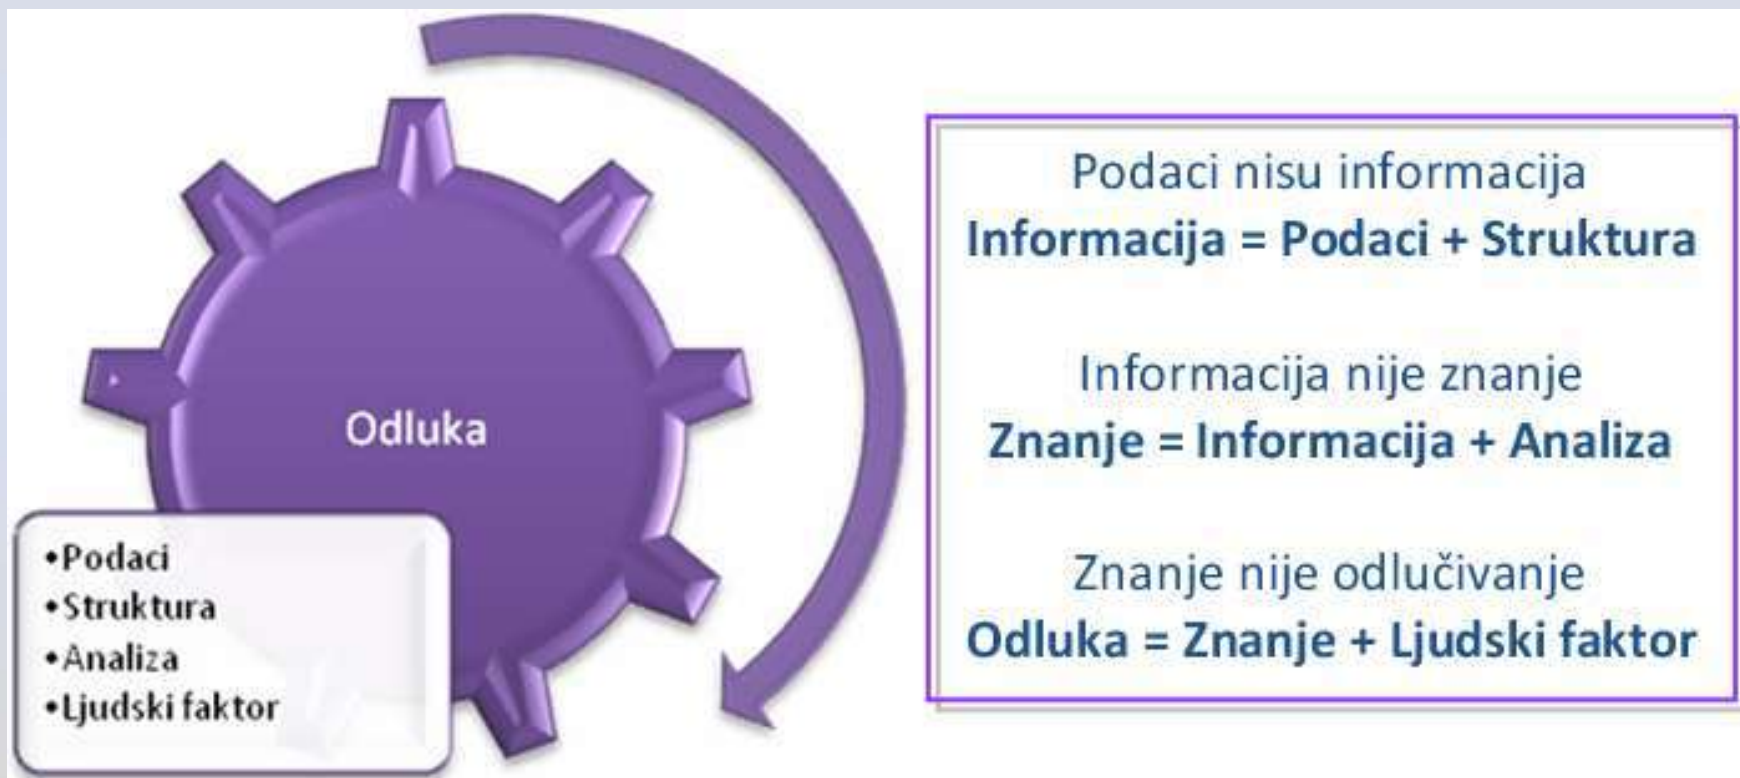 Odluka
•Podaci
•Struktura
•Analiza
•Ljudski faktor
Podaci nisu informacija
Informacija = Podaci + Struktura
Informacija nije znanje
Znanje = Informacija + Analiza
Znanje nije odlučivanje
Odluka = Znanje + Ljudski faktor